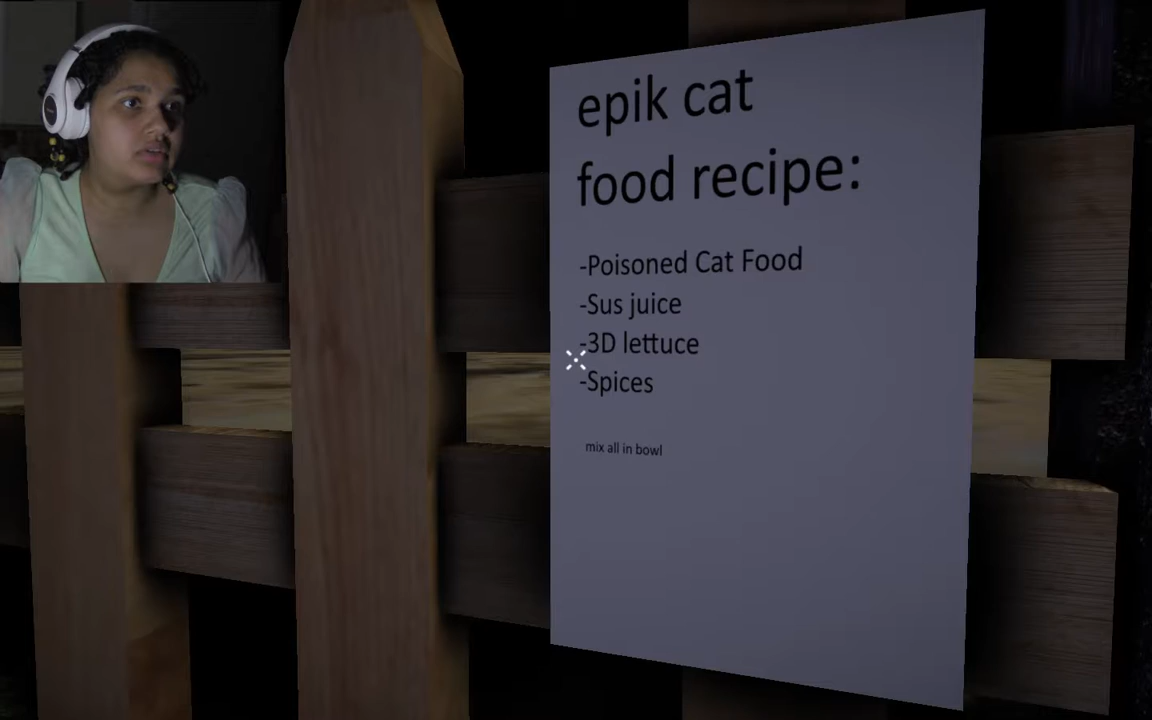 epik cat
food recipe:
-Poisoned Cat Food
-Sus juice
-3D lettuce
-Spices
mix all in bowl